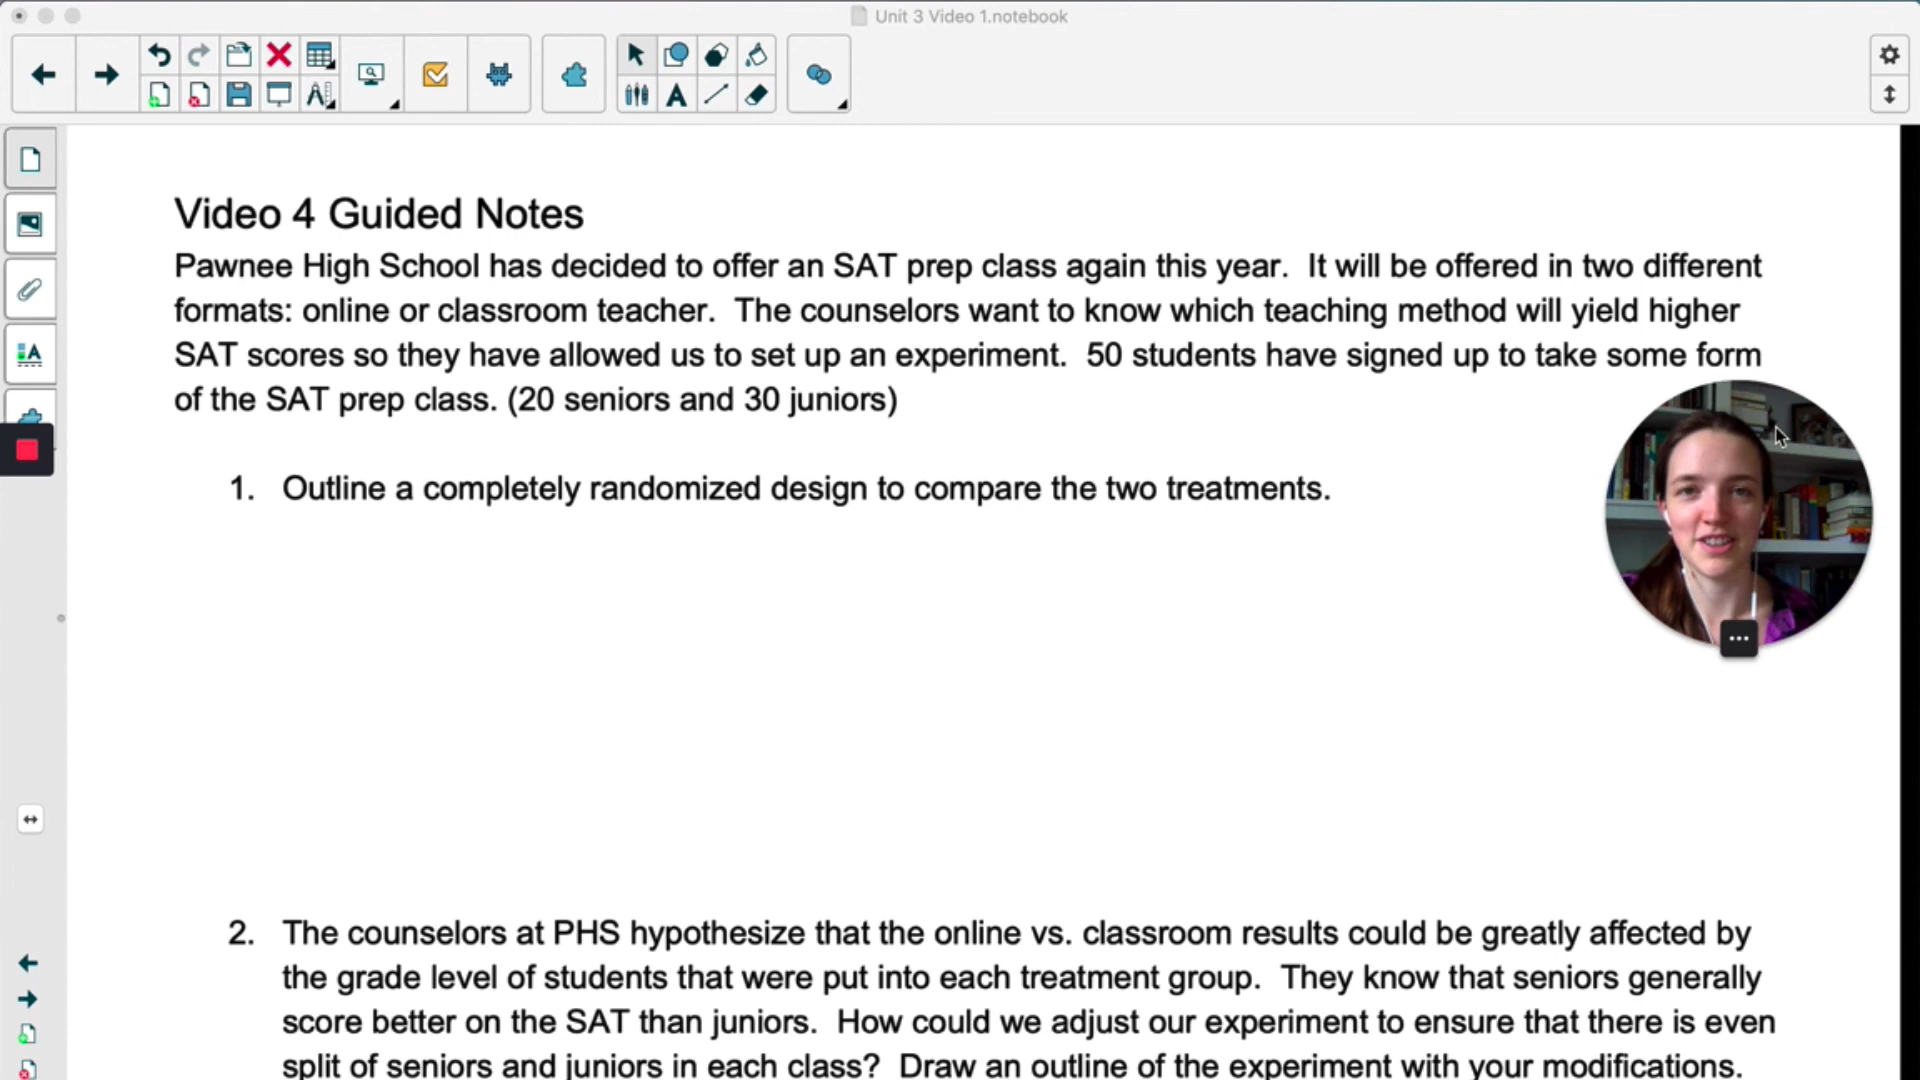 Unit 3 Video 1.notebook
Video 4 Guided Notes
Pawnee High School has decided to offer an SAT prep class again this year.  It will be offered in two different
formats: online or classroom teacher.  The counselors want to know which teaching method will yield higher
SAT scores so they have allowed us to set up an experiment.  50 students have signed up to take some form
of the SAT prep class. (20 seniors and 30 juniors)
1. Outline a completely randomized design to compare the two treatments.
2. The counselors at PHS hypothesize that the online vs. classroom results could be greatly affected by
the grade level of students that were put into each treatment group.  They know that seniors generally
score better on the SAT than juniors.  How could we adjust our experiment to ensure that there is even
split of seniors and juniors in each class?  Draw an outline of the experiment with your modifications.